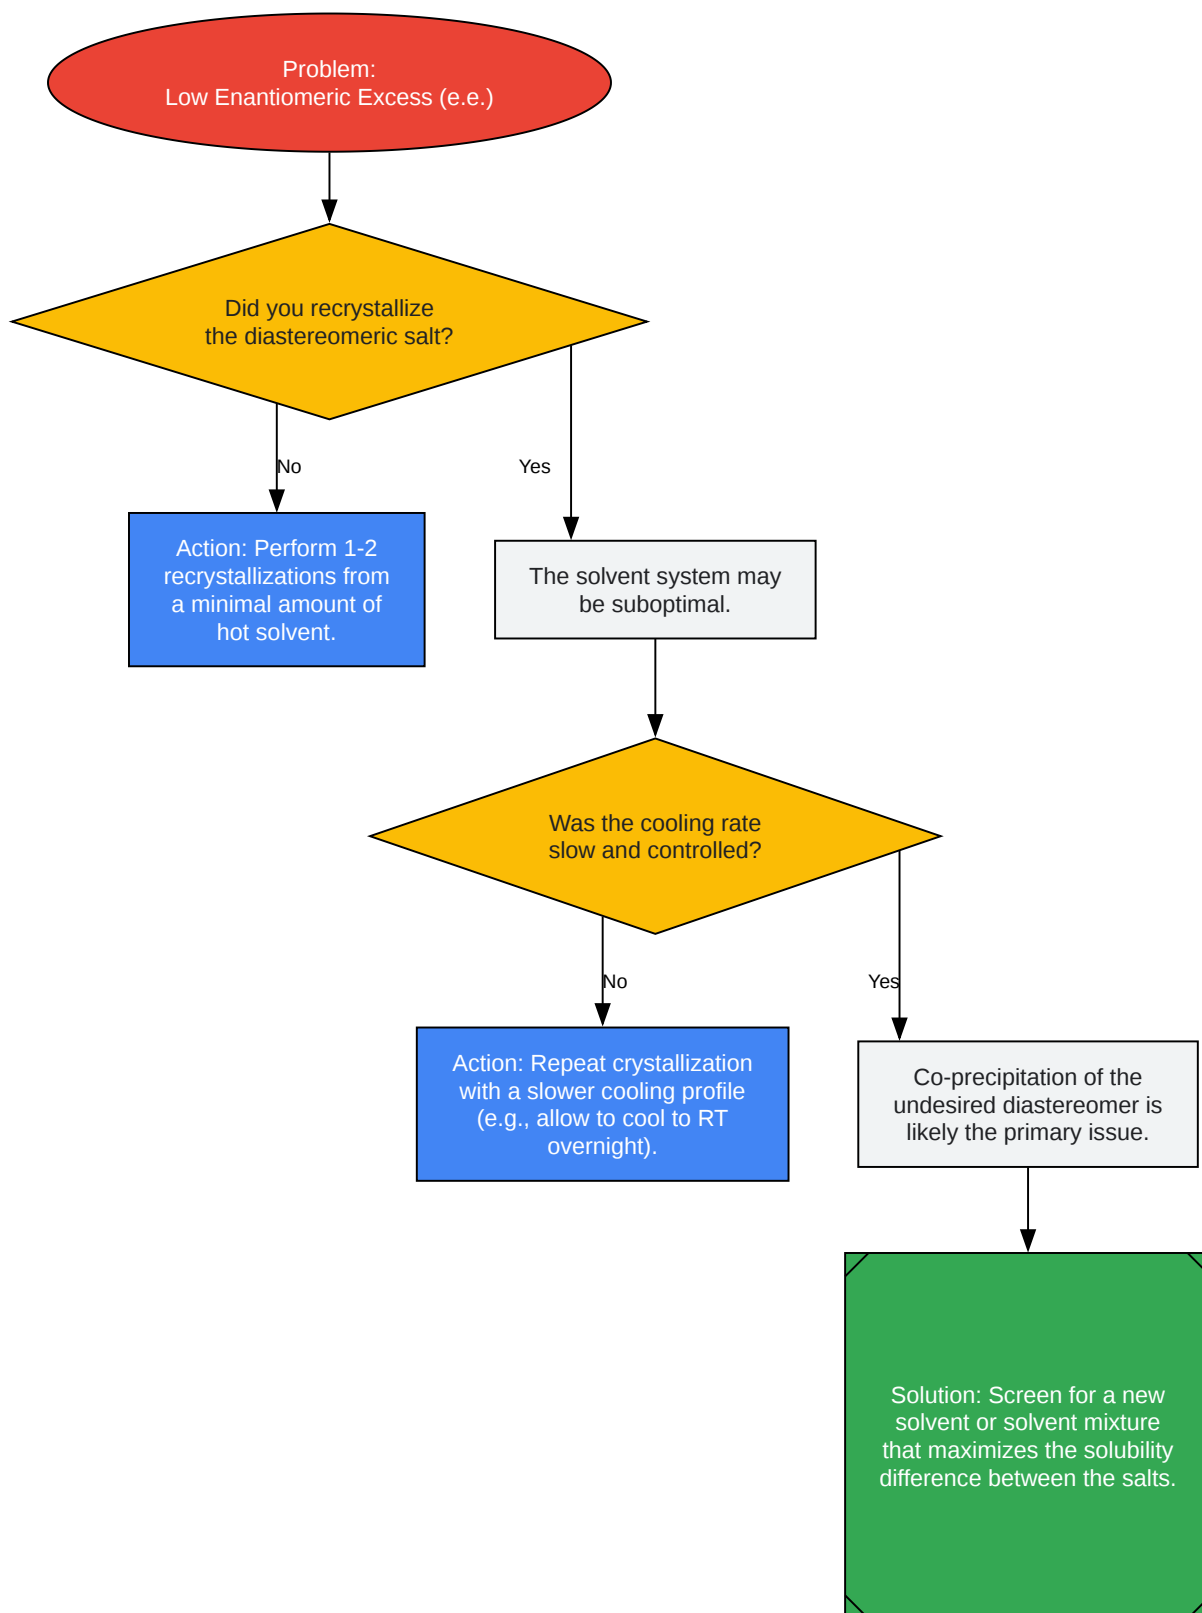 Problem:
Low Enantiomeric Excess (e.e.)
Did you recrystallize
the diastereomeric salt?
No
Yes
Action: Perform 1-2
recrystallizations from
a minimal amount of
hot solvent.
The solvent system may
be suboptimal.
Was the cooling rate
slow and controlled?
No
Yes
Action: Repeat crystallization
with a slower cooling profile
(e.g., allow to cool to RT
overnight).
Co-precipitation of the
undesired diastereomer is
likely the primary issue.
Solution: Screen for a new
solvent or solvent mixture
that maximizes the solubility
difference between the salts.